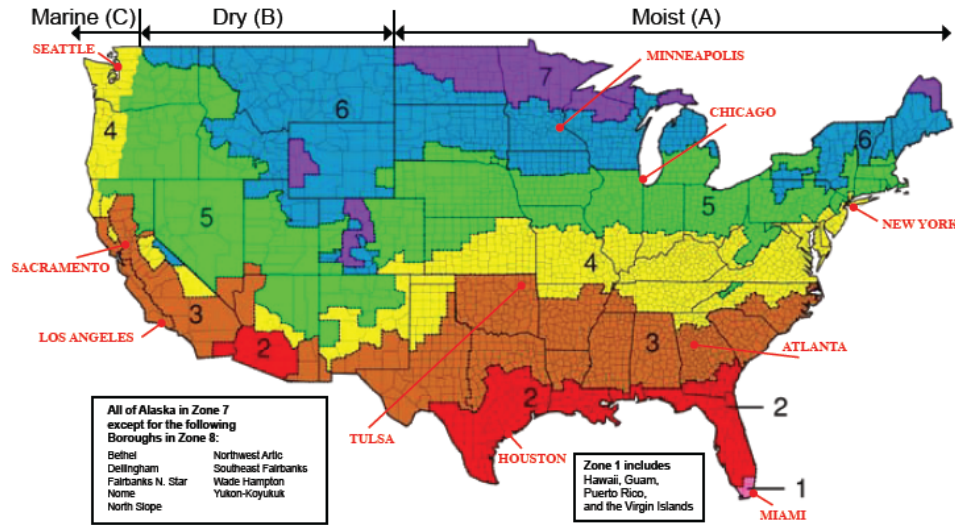 Marine (C) Dry (B) Moist (A)
SEATTLE
MINNEAPOLIS
7
6
CHICAGO
4
6
5
5
NEW YORK
SACRAMENTO
4
LOS ANGELES
3
2
3
ATLANTA
2
2
All of Alaska in Zone 7
except for the following
Boroughs in Zone 8:
Bethel Northwest Artic
Dellingham Southeast Fairbanks
Fairbanks N. Star Wade Hampton
Nome Yukon-Koyukuk
North Slope
TULSA
HOUSTON
Zone 1 includes
Hawaii, Guam,
Puerto Rico,
and the Virgin Islands
1
MIAMI